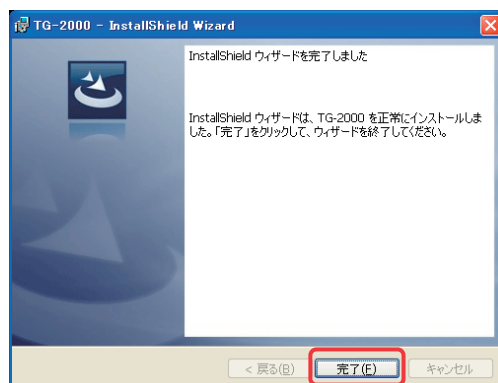 TG-2000 - InstallShield Wizard
InstallShield ウィザードを完了しました
InstallShield ウィザードは、TG-2000 を正常にインストールしま
した。「完了」をクリックして、ウィザードを終了してください。
< 戻る(B) 完了(F) キャンセル